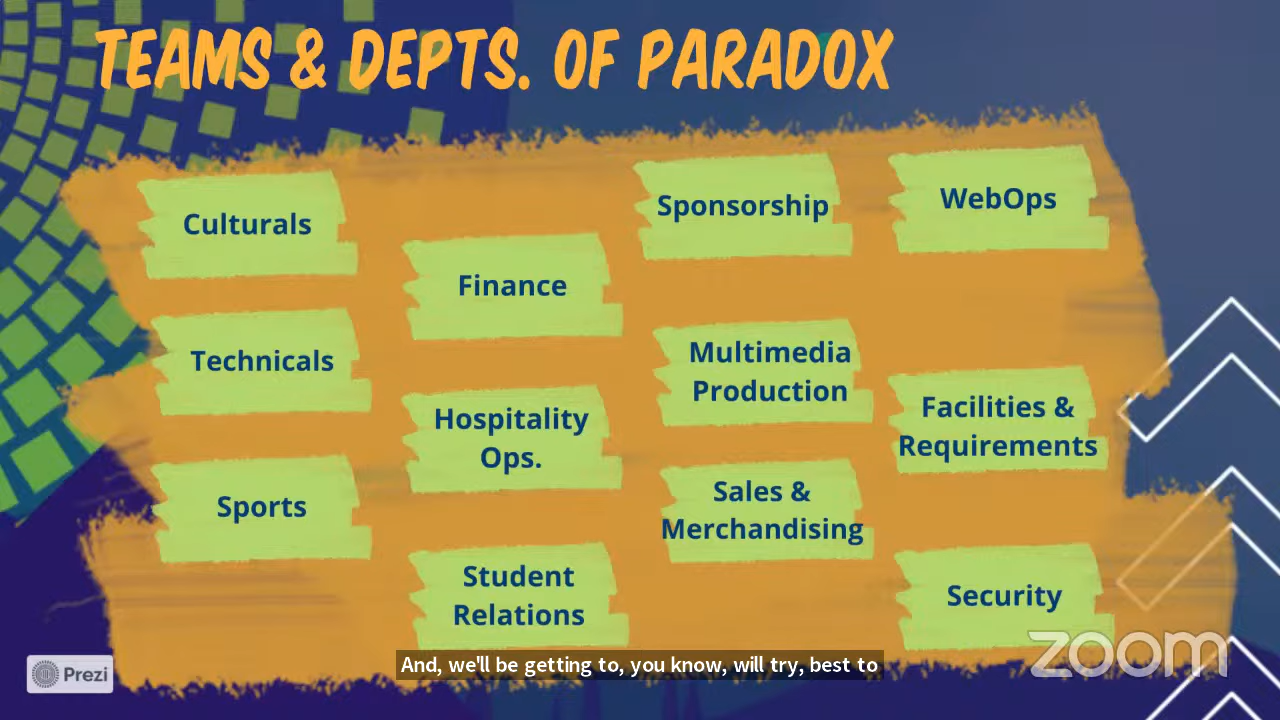 TEAMS & DEPTS. OF PARADOX
Culturals
Technicals
Sports
Finance
Hospitality
Ops.
Student
Relations
Sponsorship
Multimedia
Production
Sales &
Merchandising
WebOps
Facilities &
Requirements
Security
And, we'll be getting to, you know, will try, best to
Prezi
zoom